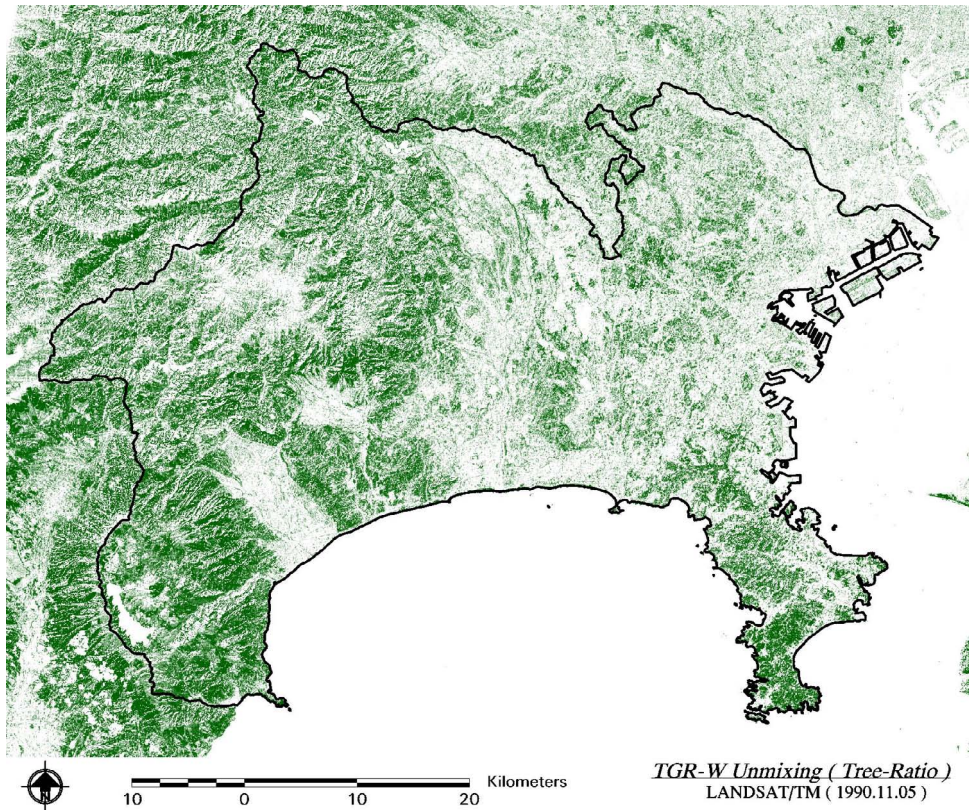 Kilometers
10 0 10 20
TGR-W Unmixing ( Tree-Ratio )
LANDSAT/TM ( 1990.11.05 )